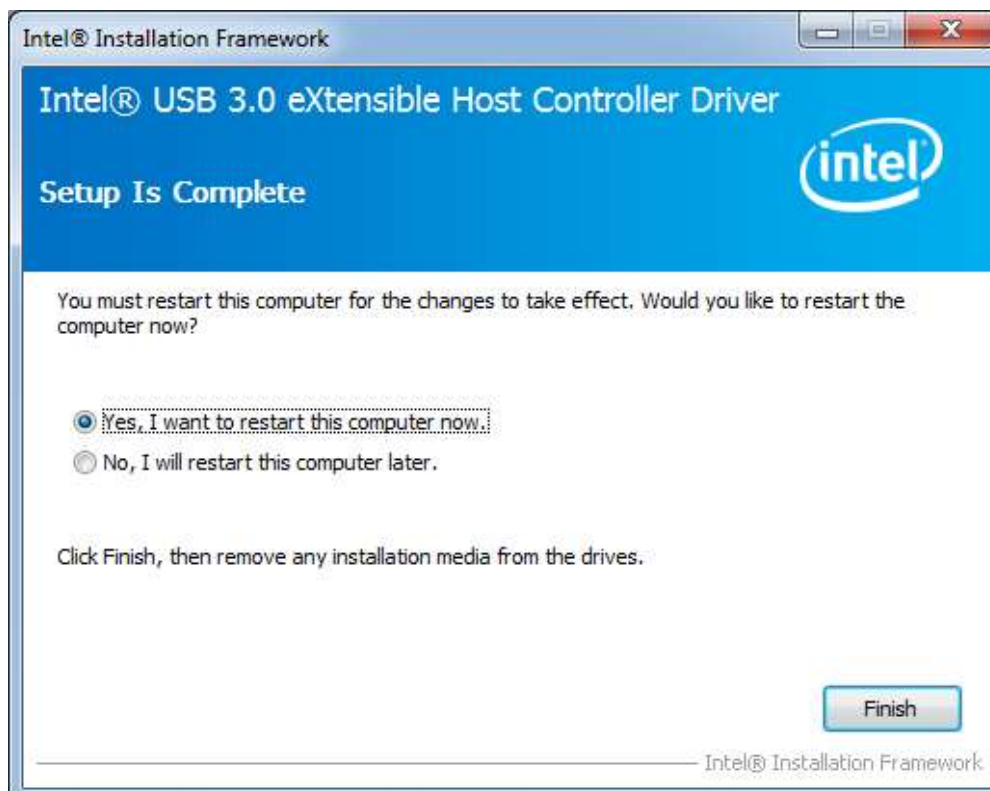 Intel® Installation Framework
Intel® USB 3.0 eXtensible Host Controller Driver
intel
Setup Is Complete
You must restart this computer for the changes to take effect. Would you like to restart the
computer now?
Yes, I want to restart this computer now.
No, I will restart this computer later.
Click Finish, then remove any installation media from the drives.
Finish
Intel® Installation Framework